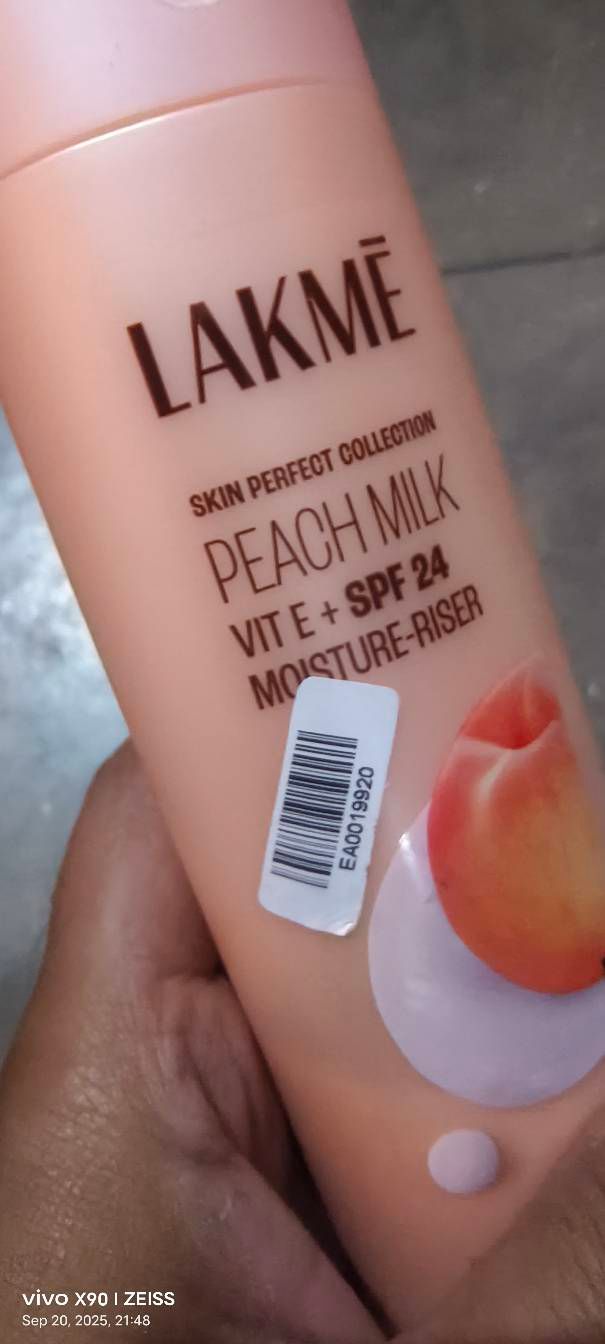 LAKMĒ
SKIN PERFECT COLLECTION
PEACH MILK
VIT E + SPF 24
MOISTURE-RISER
EA0019920
vivo X90 | ZEISS
Sep 20, 2025, 21:48